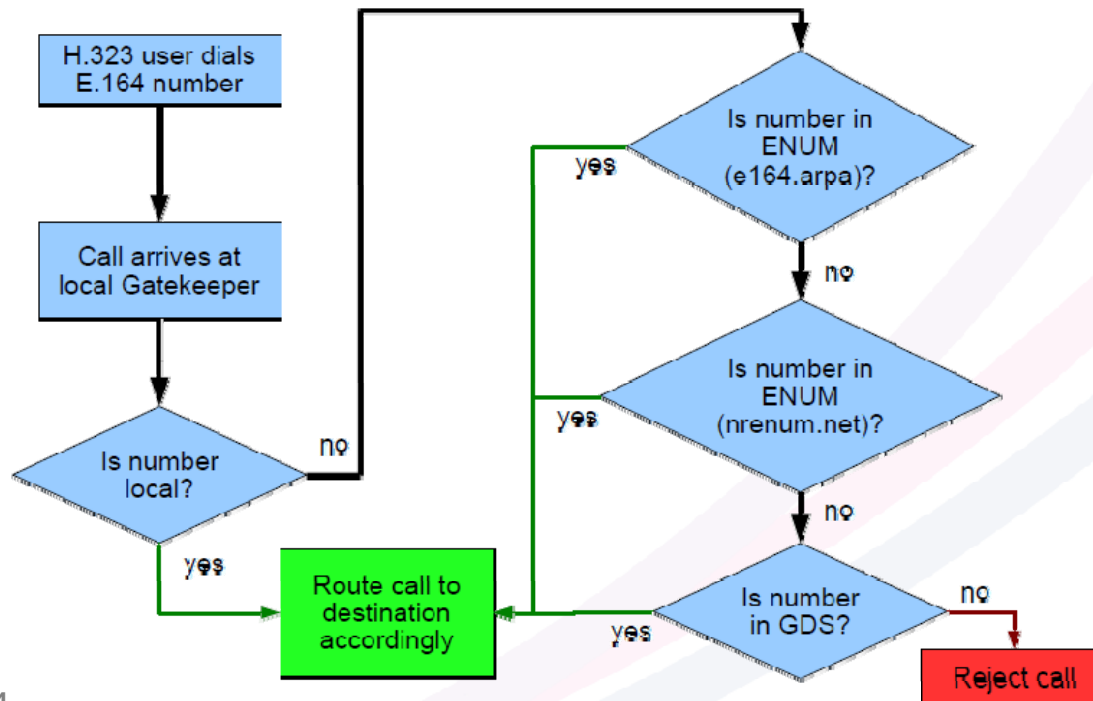 H.323 user dials
E.164 number
Call arrives at
local Gatekeeper
Is number
local?
no
yes
Is number in
ENUM
(e164.arpa)?
yes
no
Is number in
ENUM
(nrenum.net)?
yes
no
Is number
in GDS?
yes
no
Route call to
destination
accordingly
Reject call